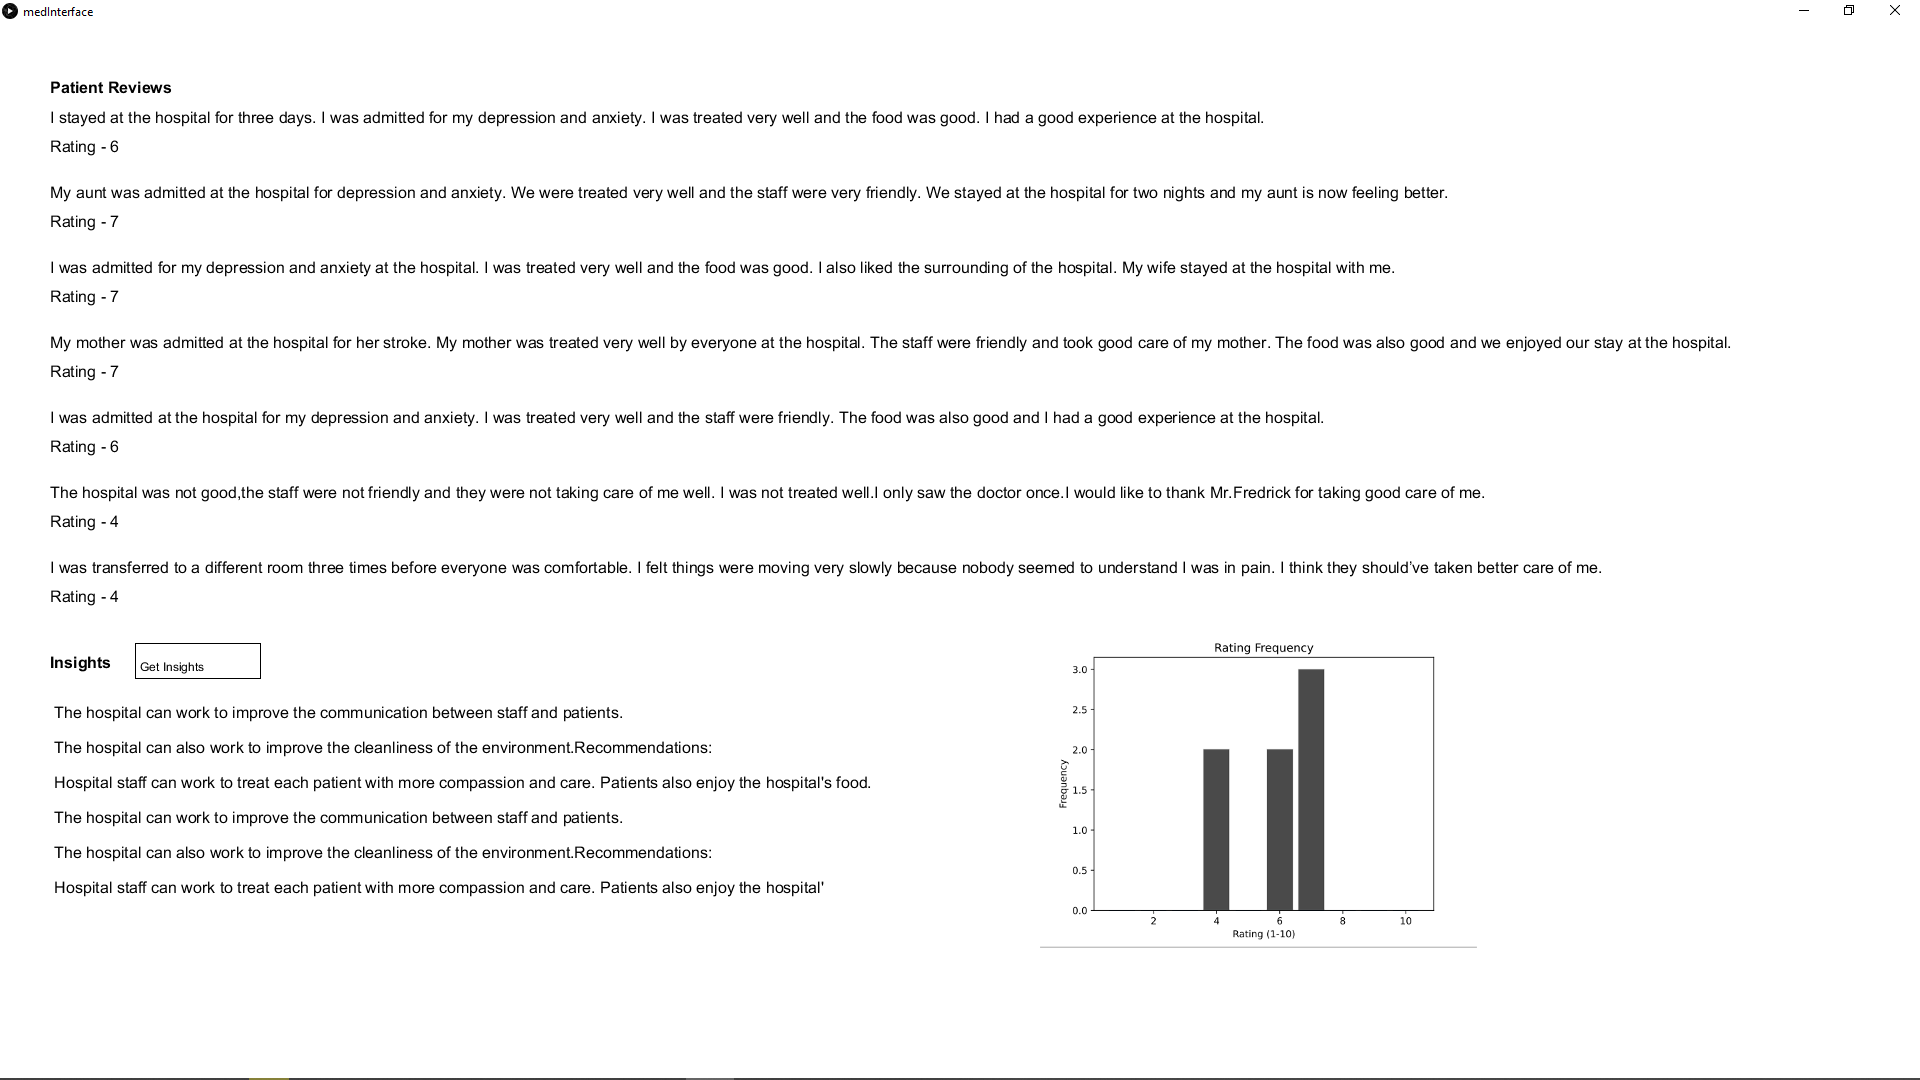 medInterface
Patient Reviews
I stayed at the hospital for three days. I was admitted for my depression and anxiety. I was treated very well and the food was good. I had a good experience at the hospital.
Rating - 6
My aunt was admitted at the hospital for depression and anxiety. We were treated very well and the staff were very friendly. We stayed at the hospital for two nights and my aunt is now feeling better.
Rating - 7
I was admitted for my depression and anxiety at the hospital. I was treated very well and the food was good. I also liked the surrounding of the hospital. My wife stayed at the hospital with me.
Rating - 7
My mother was admitted at the hospital for her stroke. My mother was treated very well by everyone at the hospital. The staff were friendly and took good care of my mother. The food was also good and we enjoyed our stay at the hospital.
Rating - 7
I was admitted at the hospital for my depression and anxiety. I was treated very well and the staff were friendly. The food was also good and I had a good experience at the hospital.
Rating - 6
The hospital was not good,the staff were not friendly and they were not taking care of me well. I was not treated well.I only saw the doctor once.I would like to thank Mr.Fredrick for taking good care of me.
Rating - 4
I was transferred to a different room three times before everyone was comfortable. I felt things were moving very slowly because nobody seemed to understand I was in pain. I think they should've taken better care of me.
Rating - 4
Insights
Get Insights
The hospital can work to improve the communication between staff and patients.
The hospital can also work to improve the cleanliness of the environment.Recommendations:
Hospital staff can work to treat each patient with more compassion and care. Patients also enjoy the hospital's food.
The hospital can work to improve the communication between staff and patients.
The hospital can also work to improve the cleanliness of the environment.Recommendations:
Hospital staff can work to treat each patient with more compassion and care. Patients also enjoy the hospital'
Rating Frequency
3.0
2.5
2.0
1.5
1.0
0.5
0.0
Frequency
2 4 6 8 10
Rating (1-10)